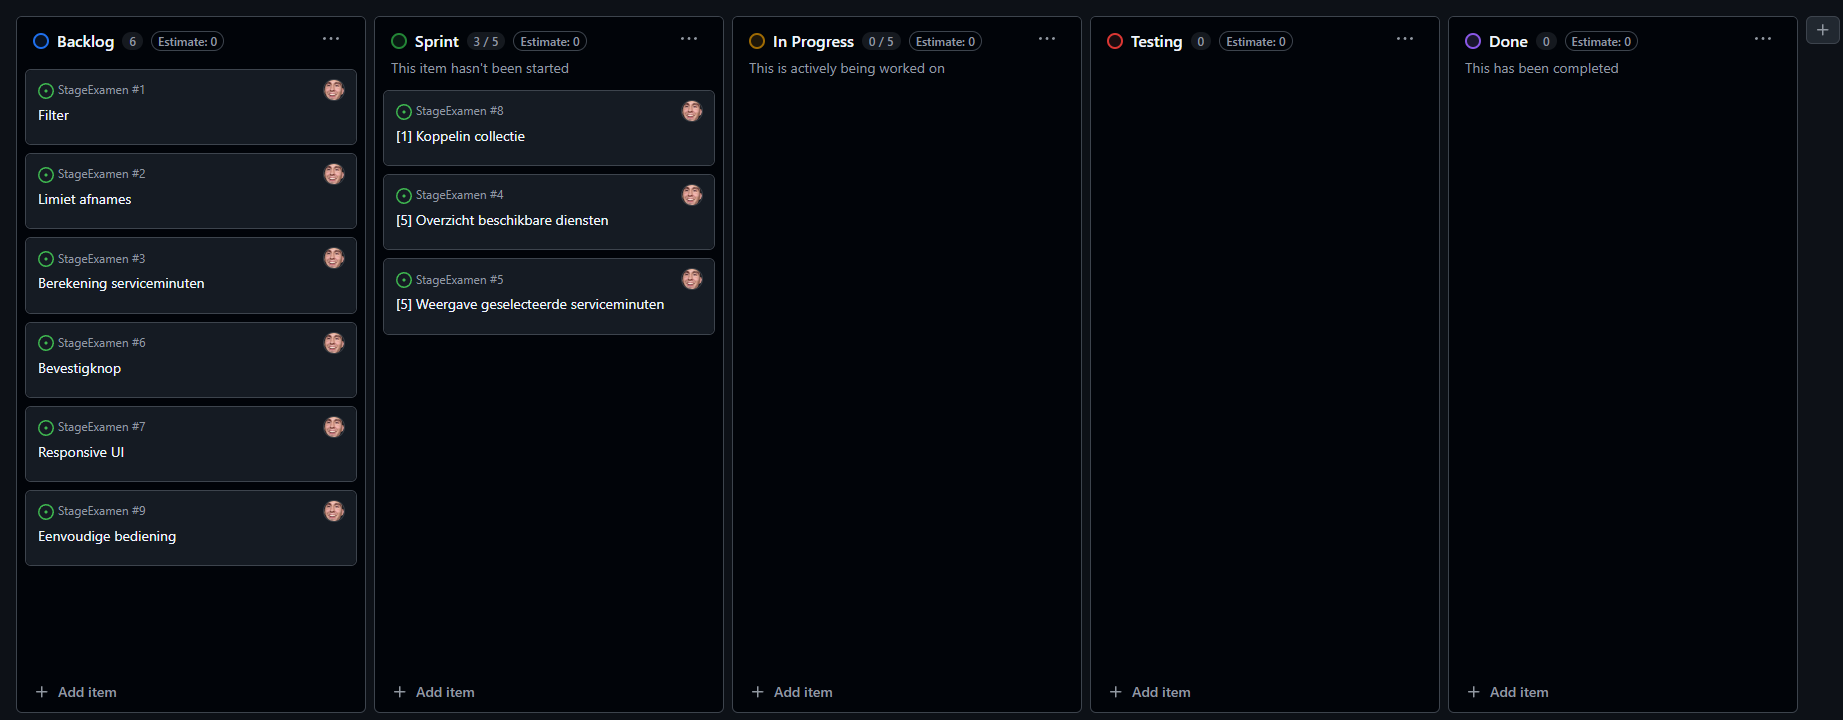 Backlog 6 Estimate: 0
StageExamen #1
Filter
StageExamen #2
Limiet afnames
StageExamen #3
Berekening serviceminuten
StageExamen #6
Bevestigknop
StageExamen #7
Responsive UI
StageExamen #9
Eenvoudige bediening
Add item
Sprint 3 / 5 Estimate: 0
This item hasn't been started
StageExamen #8
[1] Koppelin collectie
StageExamen #4
[5] Overzicht beschikbare diensten
StageExamen #5
[5] Weergave geselecteerde serviceminuten
Add item
In Progress 0 / 5 Estimate: 0
This is actively being worked on
Add item
Testing 0 Estimate: 0
Add item
Done 0 Estimate: 0
This has been completed
Add item